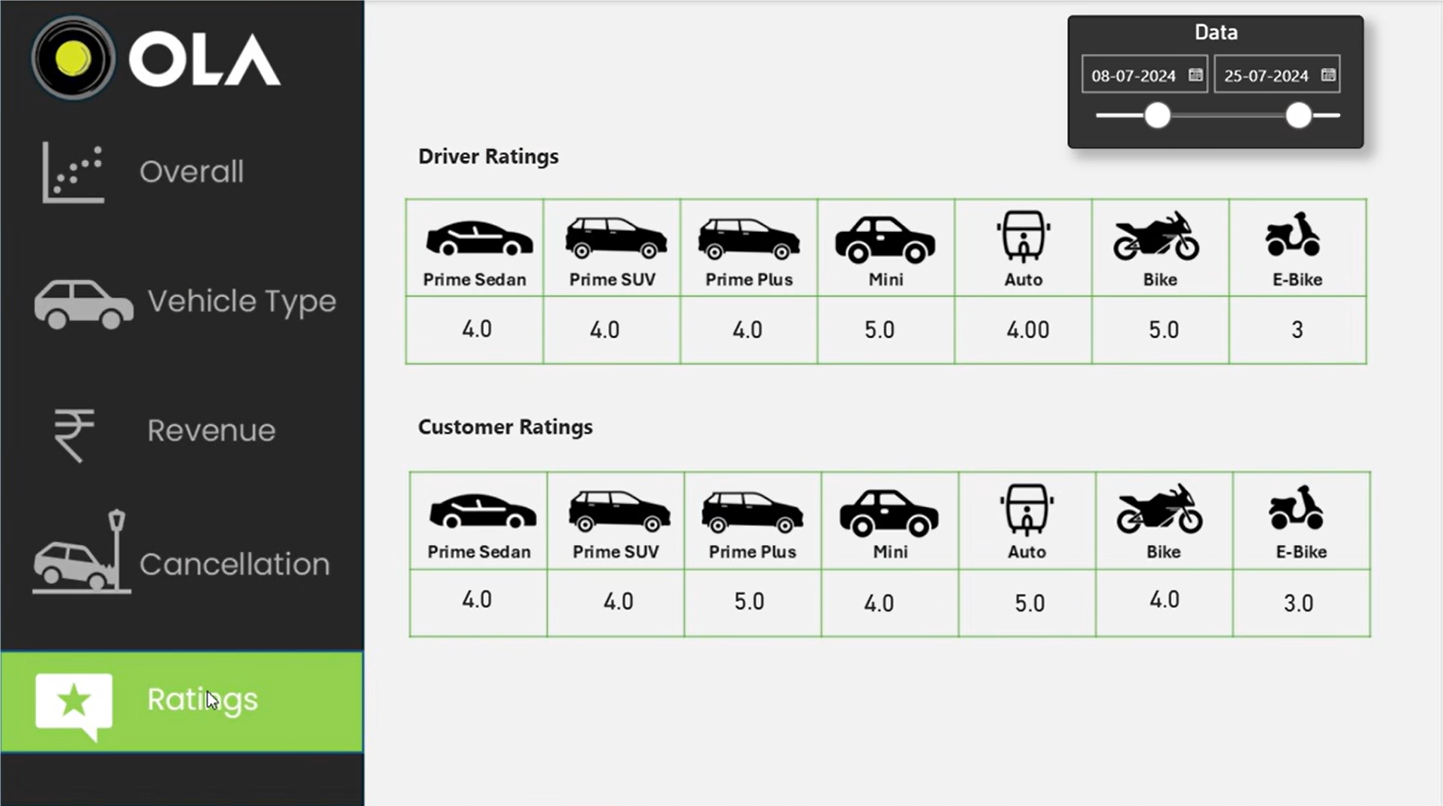 OLA
Overall
Vehicle Type
₹ Revenue
Cancellation
Ratings
Data
08-07-2024 25-07-2024
Driver Ratings
Prime Sedan Prime SUV Prime Plus Mini Auto Bike E-Bike
4.0 4.0 4.0 5.0 4.00 5.0 3
Customer Ratings
Prime Sedan Prime SUV Prime Plus Mini Auto Bike E-Bike
4.0 4.0 5.0 4.0 5.0 4.0 3.0